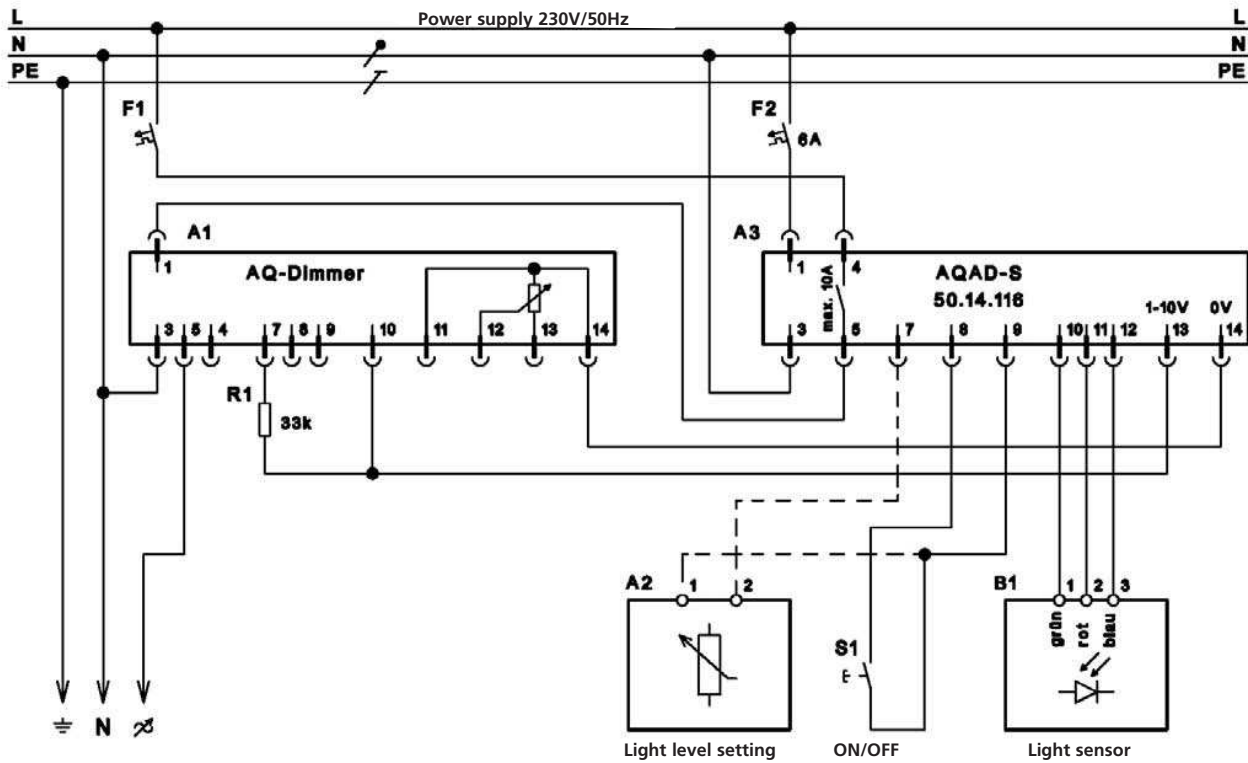 Power supply 230V/50Hz
L L
N N
PE PE
F1 F2
6A
A1 A3
1 1 4
AQ-Dimmer AQAD-S
50.14.116
max. 10A
1-10V 0V
3 5 4 7 8 9 10 11 12 13 14
3 5 7 8 9 10 11 12 13 14
R1
33k
A2 1 2
B1 1 2 3
grün rot blau
S1
N
Light level setting ON/OFF Light sensor